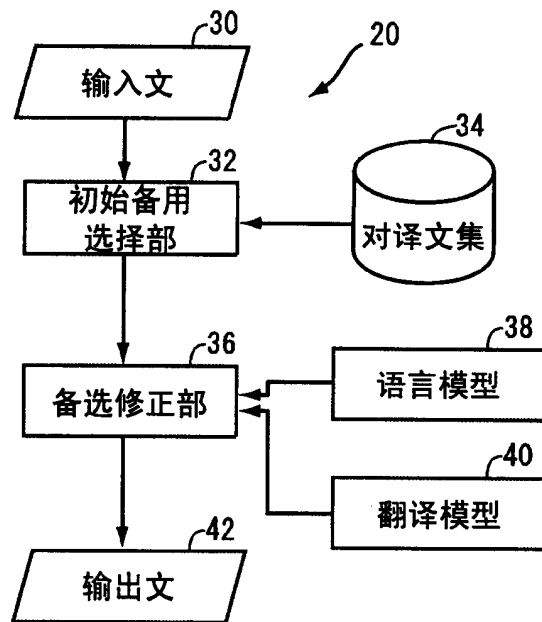 30
输入文
20
32
初始备用
选择部
34
对译文集
36
备选修正部
38
语言模型
40
翻译模型
42
输出文